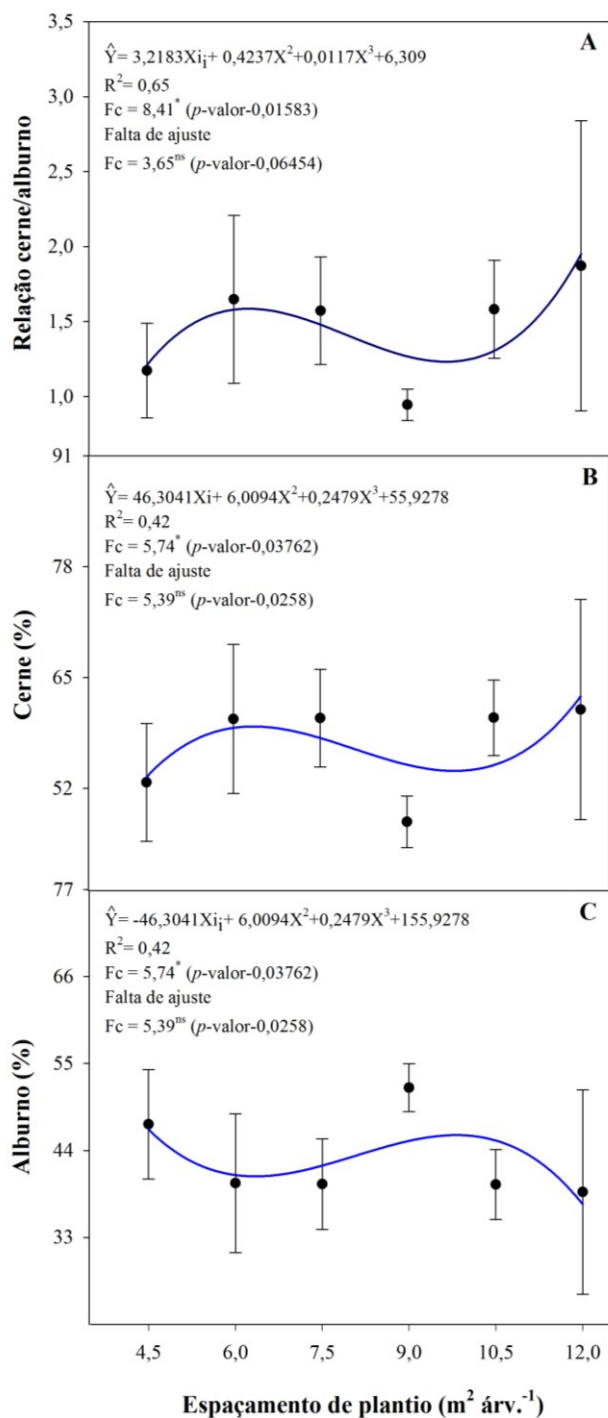 3,5
3,0
2,5
2,0
1,5
1,0
Relação cerne/alburno
A
Ŷ= 3,2183Xi_i+ 0,4237X²+0,0117X³+6,309
R²= 0,65
Fc = 8,41* (p-valor-0,01583)
Falta de ajuste
Fc = 3,65ns (p-valor-0,06454)
91
78
65
52
Cerne (%)
B
Ŷ= 46,3041Xi+ 6,0094X²+0,2479X³+55,9278
R²= 0,42
Fc = 5,74* (p-valor-0,03762)
Falta de ajuste
Fc = 5,39ns (p-valor-0,0258)
77
66
55
44
33
Alburno (%)
C
Ŷ= -46,3041Xi_i+ 6,0094X²+0,2479X³+155,9278
R²= 0,42
Fc = 5,74* (p-valor-0,03762)
Falta de ajuste
Fc = 5,39ns (p-valor-0,0258)
4,5 6,0 7,5 9,0 10,5 12,0
Espaçamento de plantio (m² árv.⁻¹)